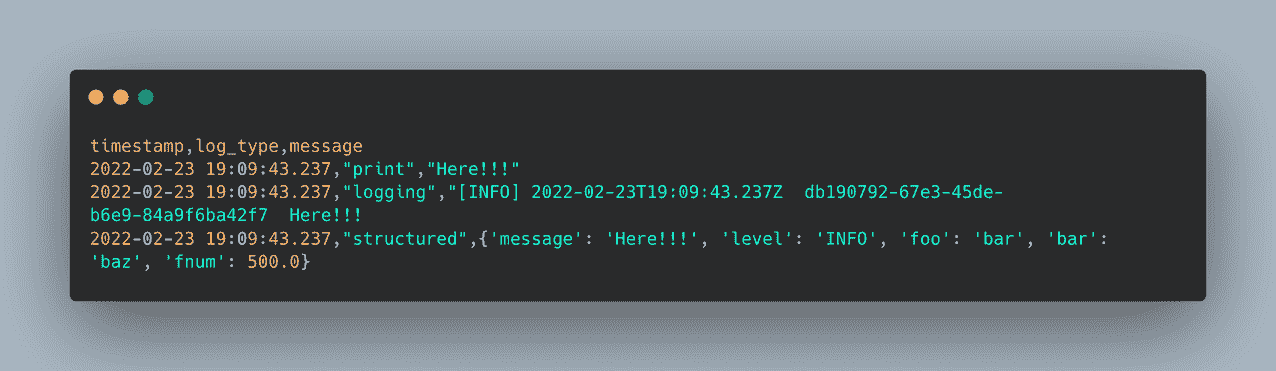 timestamp,log_type,message
2022-02-23 19:09:43.237,"print","Here!!!"
2022-02-23 19:09:43.237,"logging","[INFO] 2022-02-23T19:09:43.237Z  db190792-67e3-45de-
b6e9-84a9f6ba42f7  Here!!!
2022-02-23 19:09:43.237,"structured",{'message': 'Here!!!', 'level': 'INFO', 'foo': 'bar', 'bar':
'baz', 'fnum': 500.0}